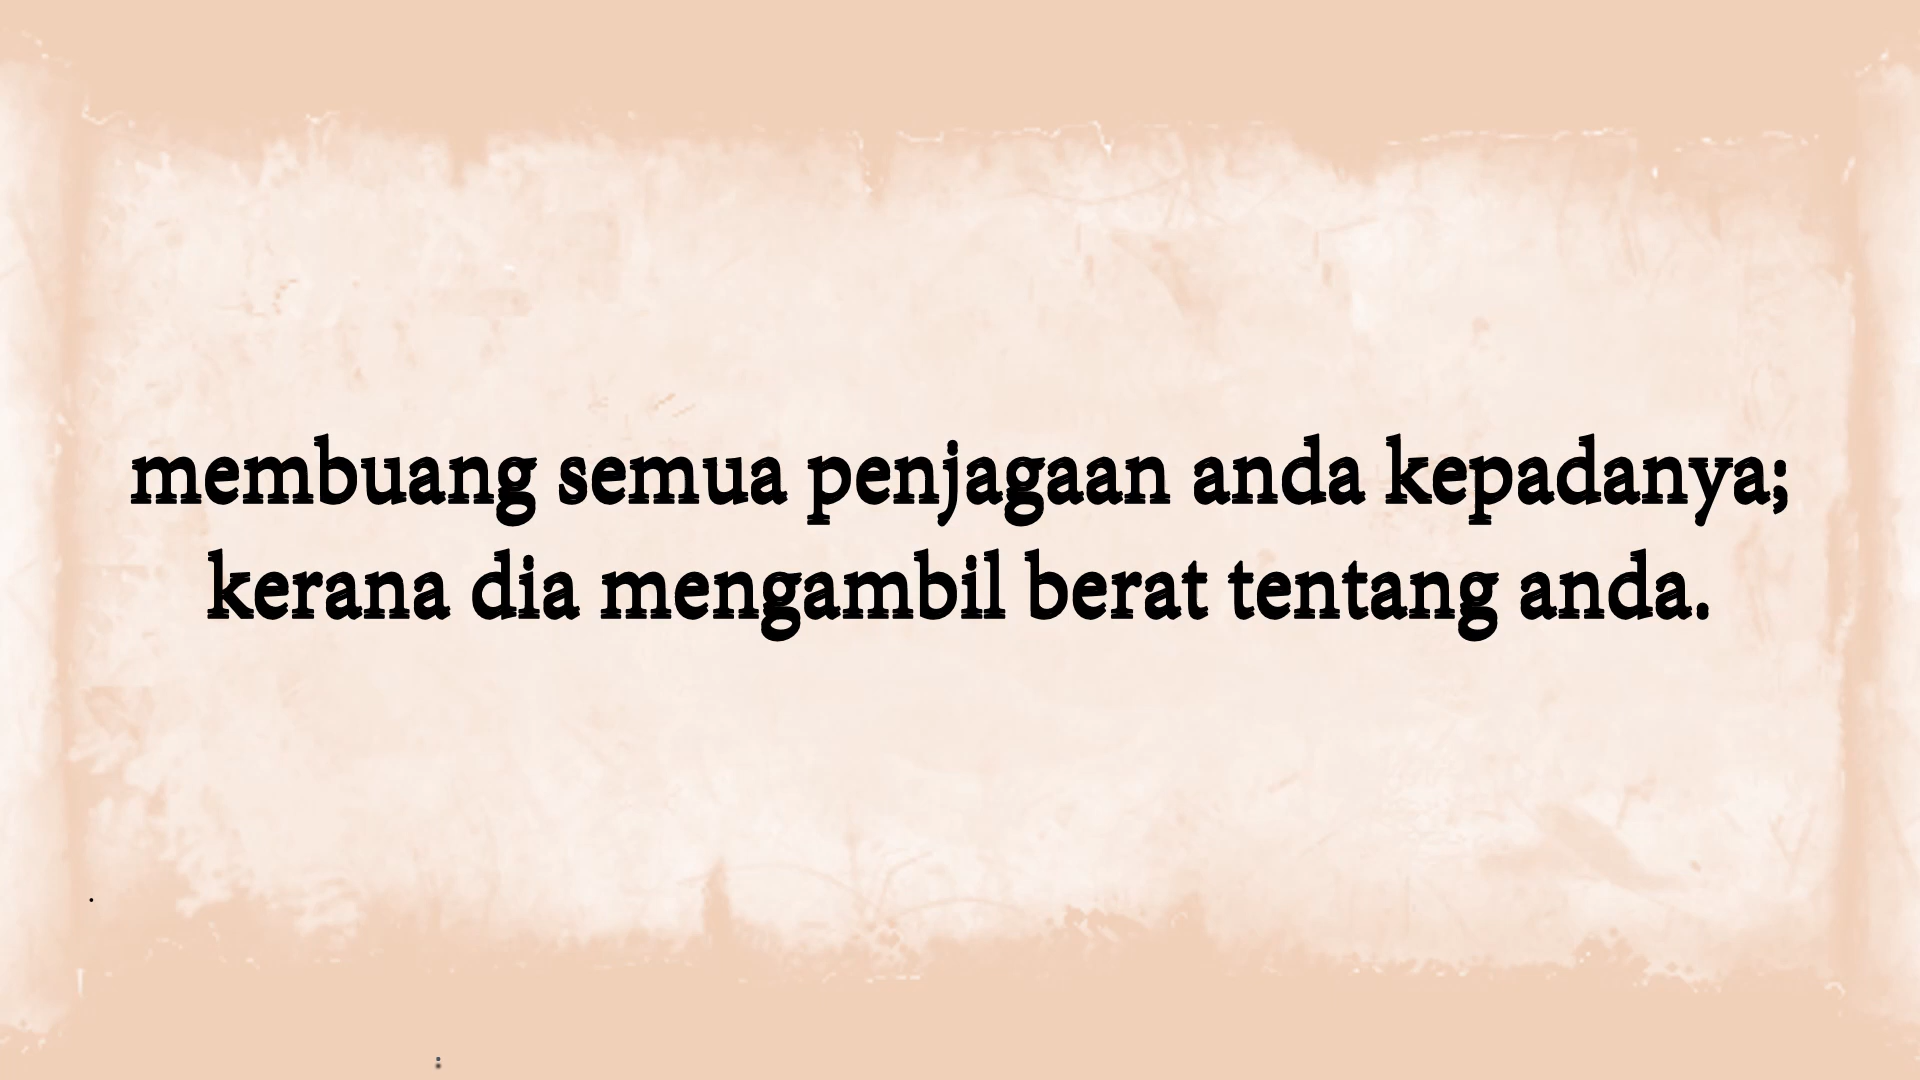 membuang semua penjagaan anda kepadanya;
kerana dia mengambil berat tentang anda.